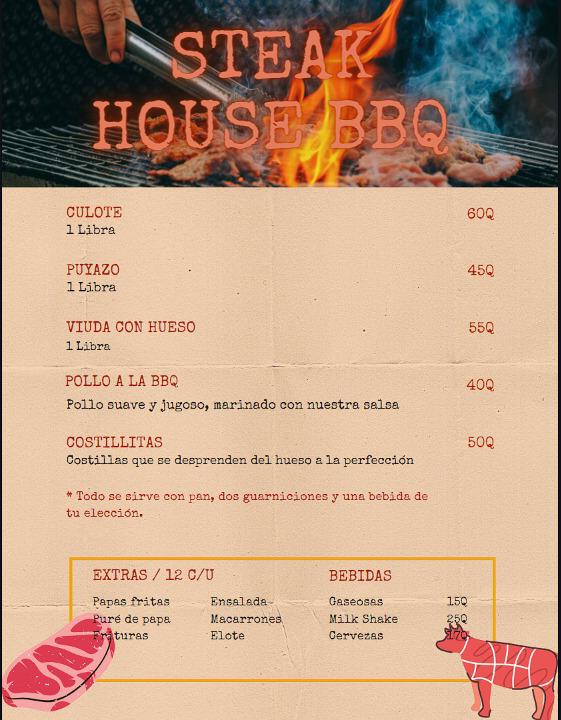 STEAK
HOUSE BBQ
CULOTE 60Q
1 Libra
PUYAZO 45Q
1 Libra
VIUDA CON HUESO 55Q
1 Libra
POLLO A LA BBQ 40Q
Pollo suave y jugoso, marinado con nuestra salsa
COSTILLITAS 50Q
Costillas que se desprenden del hueso a la perfección
* Todo se sirve con pan, dos guarniciones y una bebida de
tu elección.
EXTRAS / 12 C/U BEBIDAS
Papas fritas Ensalada Gaseosas 15Q
Puré de papa Macarrones Milk Shake 25Q
Frituras Elote Cervezas 17Q